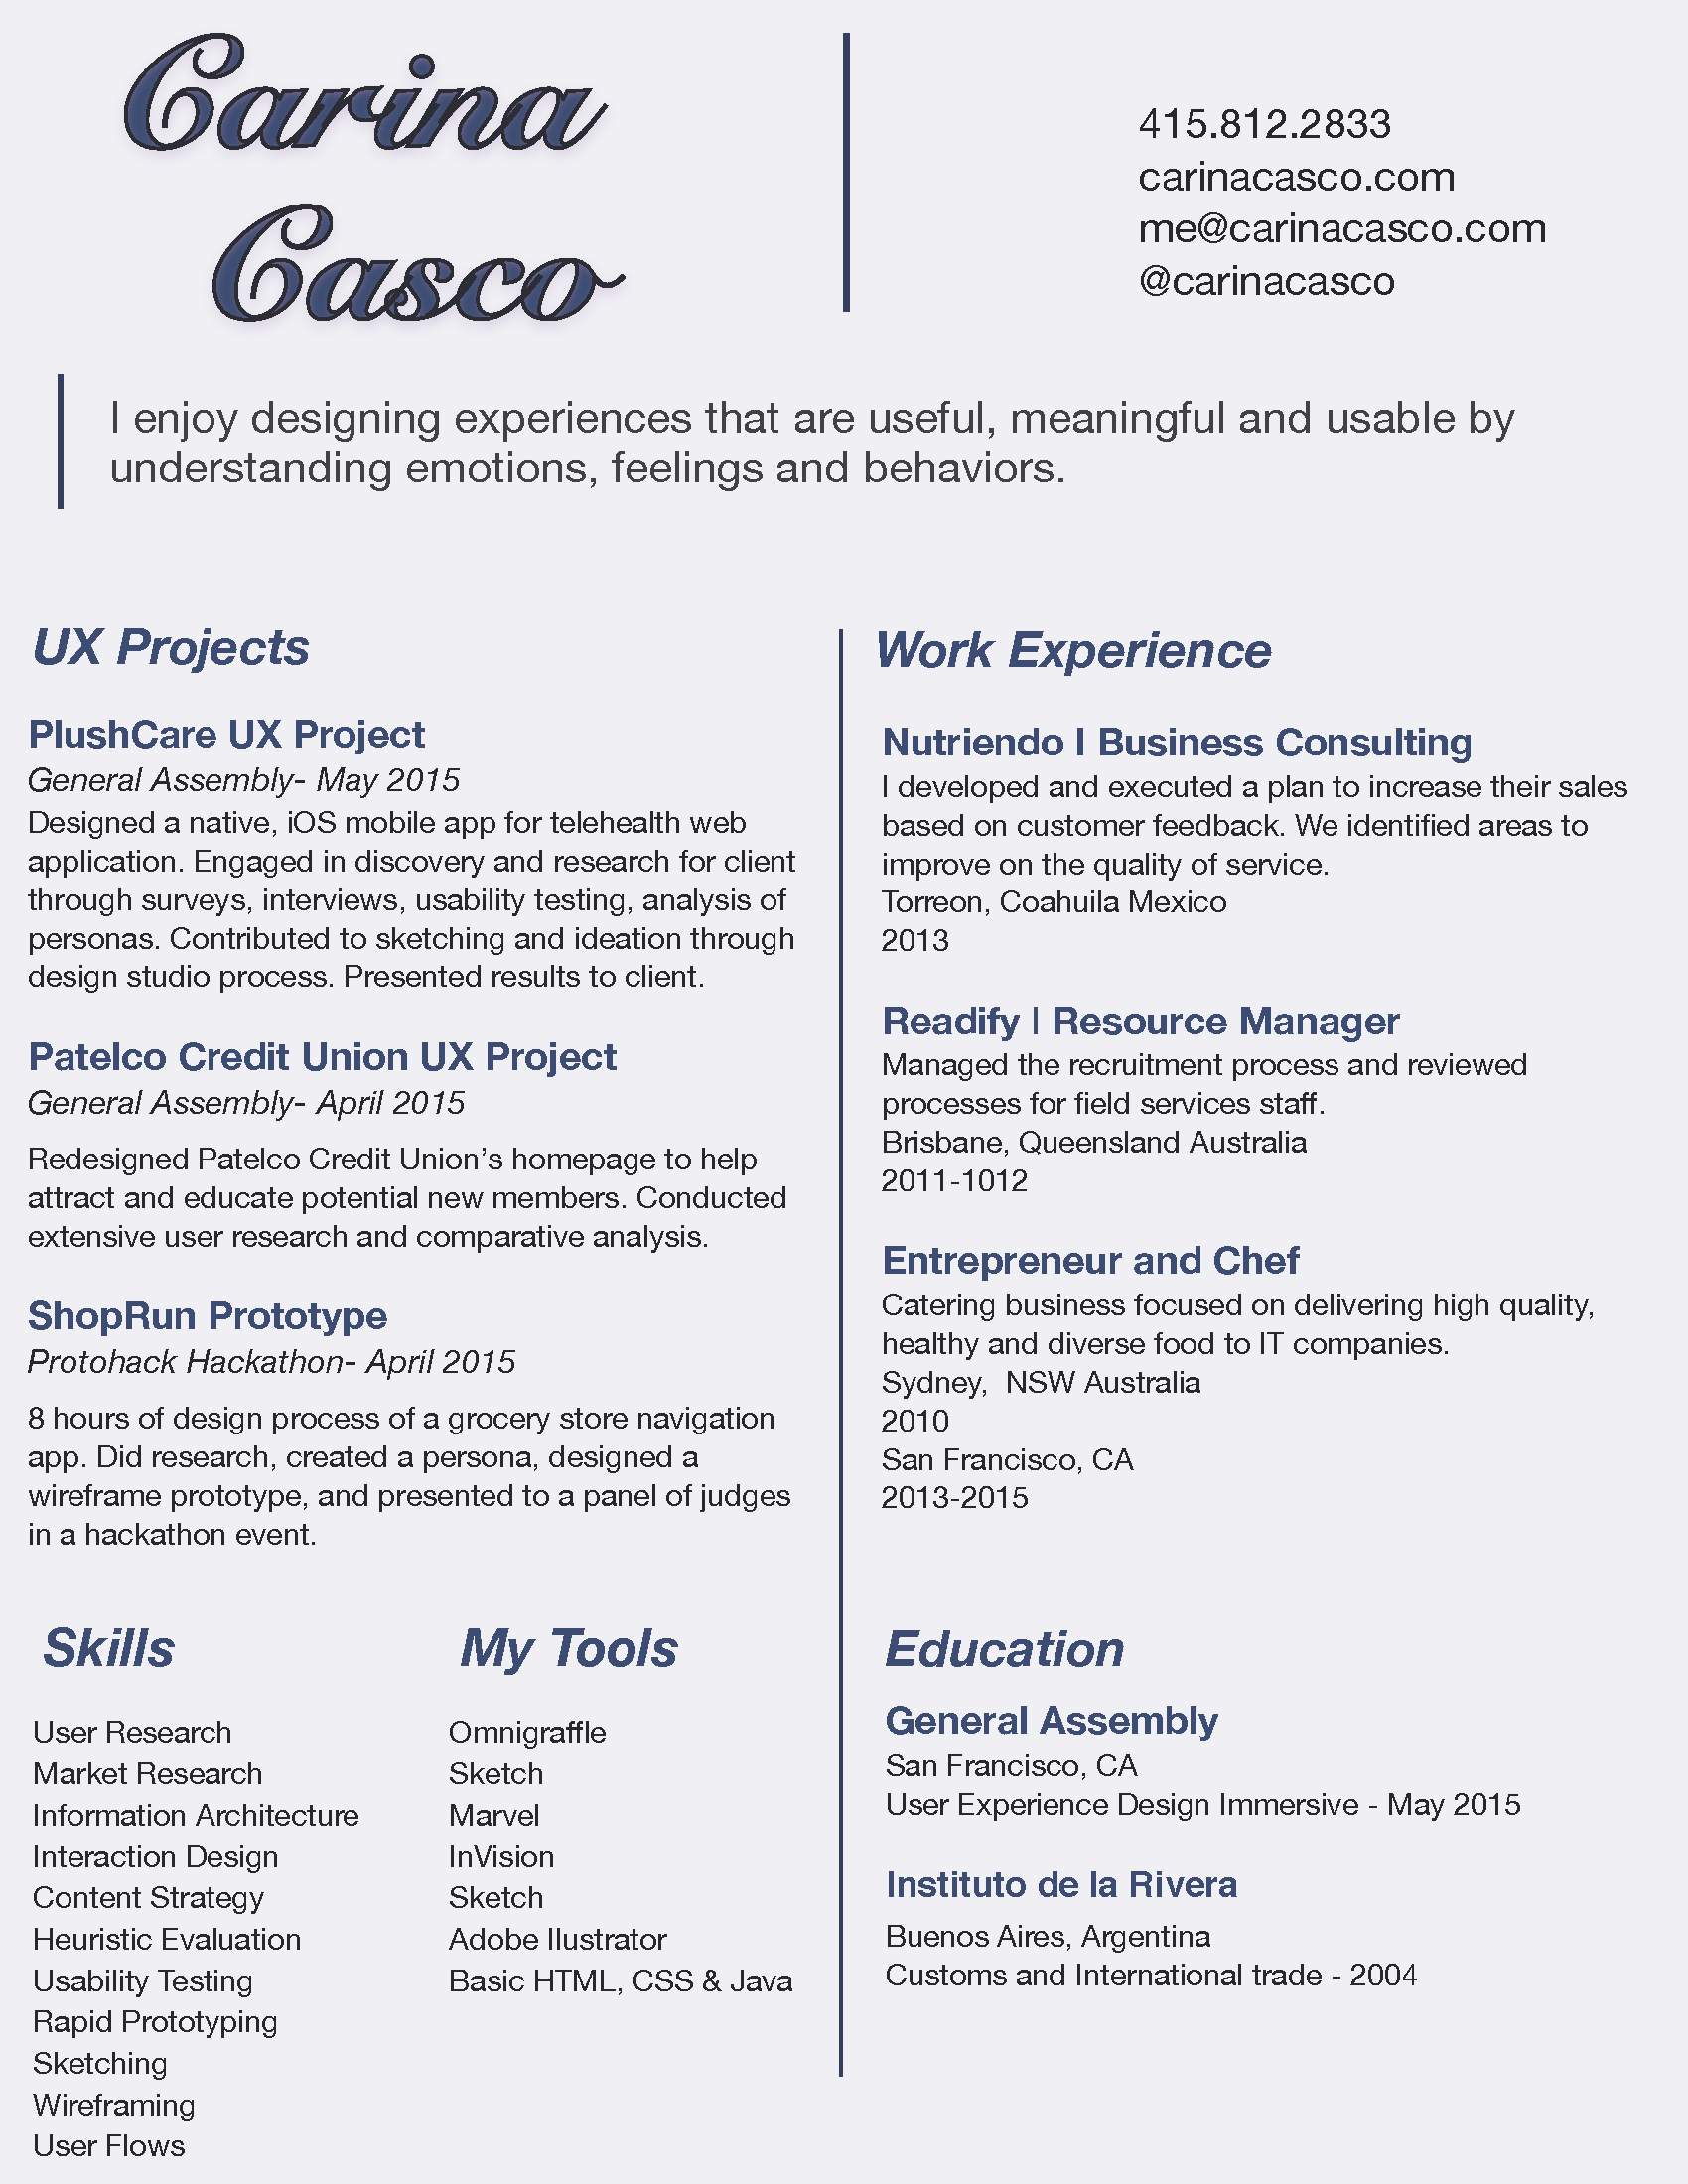 Carina
Casco
415.812.2833
carinacasco.com
me@carinacasco.com
@carinacasco
I enjoy designing experiences that are useful, meaningful and usable by
understanding emotions, feelings and behaviors.
UX Projects
PlushCare UX Project
General Assembly- May 2015
Designed a native, iOS mobile app for telehealth web
application. Engaged in discovery and research for client
through surveys, interviews, usability testing, analysis of
personas. Contributed to sketching and ideation through
design studio process. Presented results to client.
Patelco Credit Union UX Project
General Assembly- April 2015
Redesigned Patelco Credit Union’s homepage to help
attract and educate potential new members. Conducted
extensive user research and comparative analysis.
ShopRun Prototype
Protohack Hackathon- April 2015
8 hours of design process of a grocery store navigation
app. Did research, created a persona, designed a
wireframe prototype, and presented to a panel of judges
in a hackathon event.
Skills
User Research
Market Research
Information Architecture
Interaction Design
Content Strategy
Heuristic Evaluation
Usability Testing
Rapid Prototyping
Sketching
Wireframing
User Flows
My Tools
Omnigraffle
Sketch
Marvel
InVision
Sketch
Adobe Ilustrator
Basic HTML, CSS & Java
Work Experience
Nutriendo | Business Consulting
I developed and executed a plan to increase their sales
based on customer feedback. We identified areas to
improve on the quality of service.
Torreon, Coahuila Mexico
2013
Readify | Resource Manager
Managed the recruitment process and reviewed
processes for field services staff.
Brisbane, Queensland Australia
2011-1012
Entrepreneur and Chef
Catering business focused on delivering high quality,
healthy and diverse food to IT companies.
Sydney,  NSW Australia
2010
San Francisco, CA
2013-2015
Education
General Assembly
San Francisco, CA
User Experience Design Immersive - May 2015
Instituto de la Rivera
Buenos Aires, Argentina
Customs and International trade - 2004